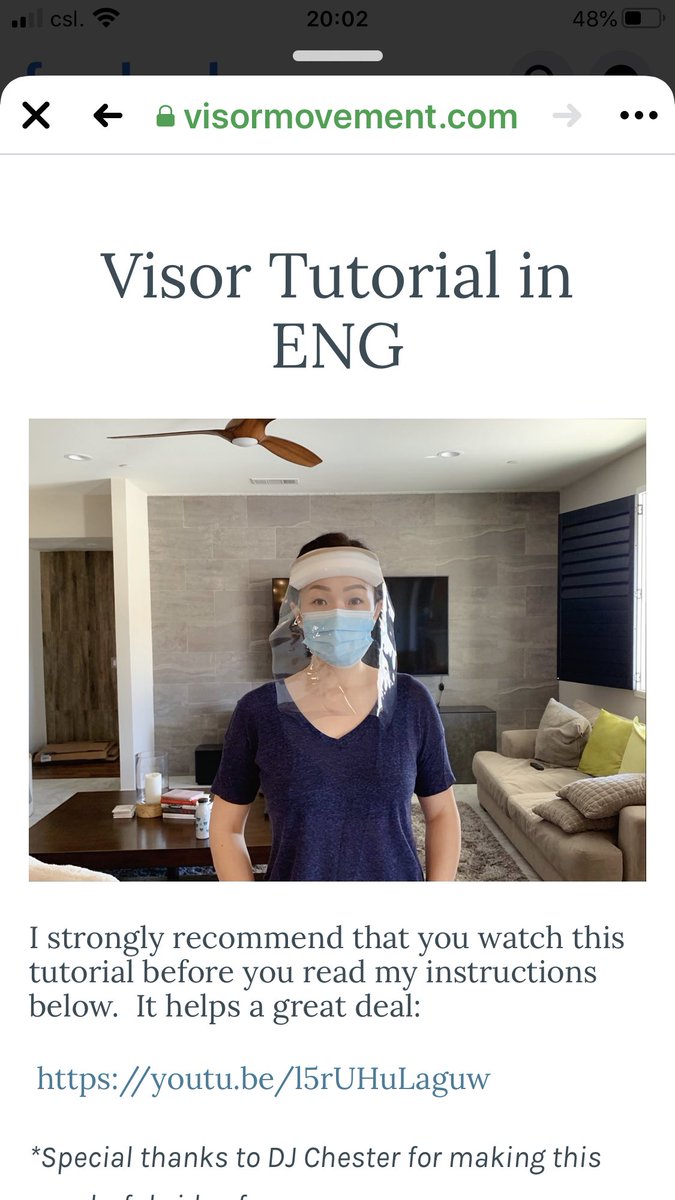 csl. 20:02 48%
visormovement.com
Visor Tutorial in
ENG
I strongly recommend that you watch this
tutorial before you read my instructions
below.  It helps a great deal:
https://youtu.be/l5rUHuLaguw
*Special thanks to DJ Chester for making this